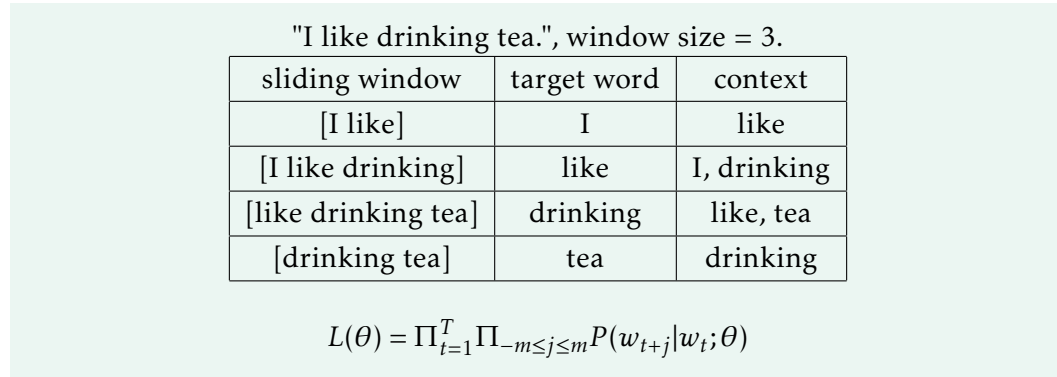 "I like drinking tea.", window size = 3.
sliding window target word context
[I like] I like
[I like drinking] like I, drinking
[like drinking tea] drinking like, tea
[drinking tea] tea drinking
L(θ) = Π_{t=1}^{T} Π_{-m≤j≤m} P(w_{t+j}|w_t;θ)